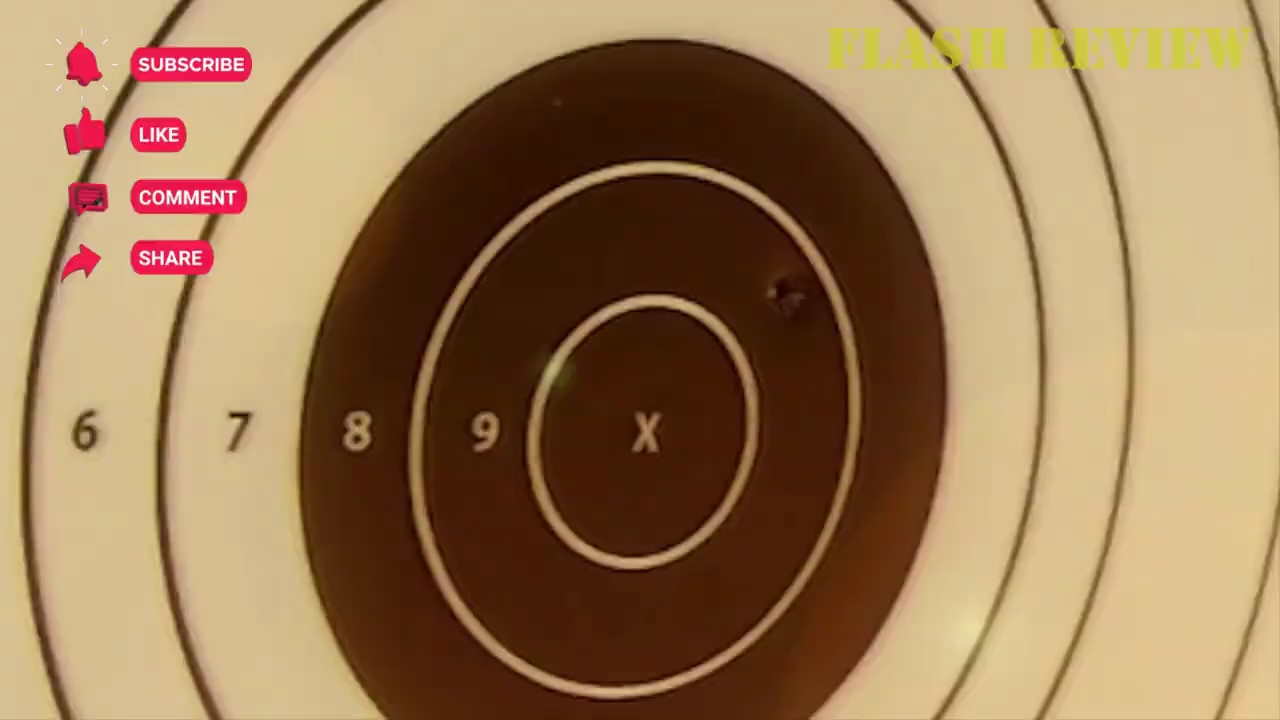 FLASH REVIEW
SUBSCRIBE
LIKE
COMMENT
SHARE
6 7 8 9 X